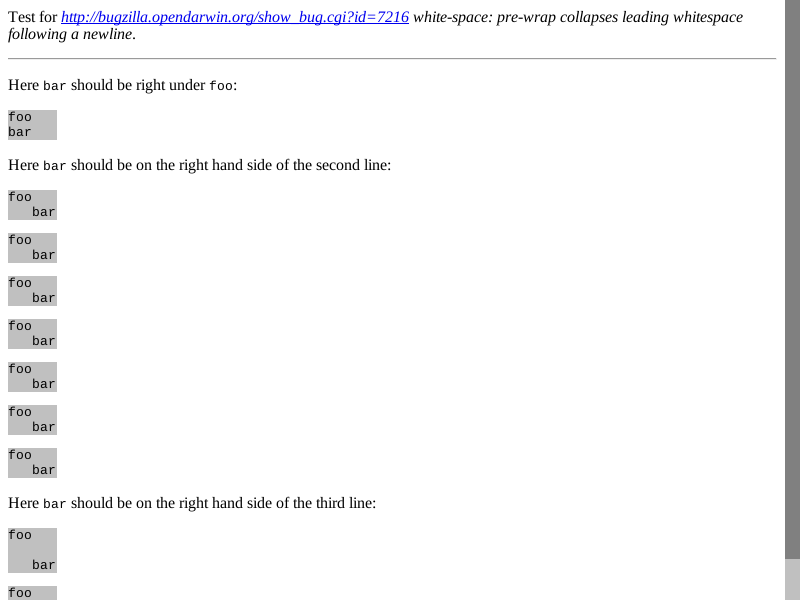 Test for http://bugzilla.opendarwin.org/show_bug.cgi?id=7216 white-space: pre-wrap collapses leading whitespace
following a newline.
Here bar should be right under foo:
foo
bar
Here bar should be on the right hand side of the second line:
foo
   bar
foo
   bar
foo
   bar
foo
   bar
foo
   bar
foo
   bar
foo
   bar
Here bar should be on the right hand side of the third line:
foo
   bar
foo